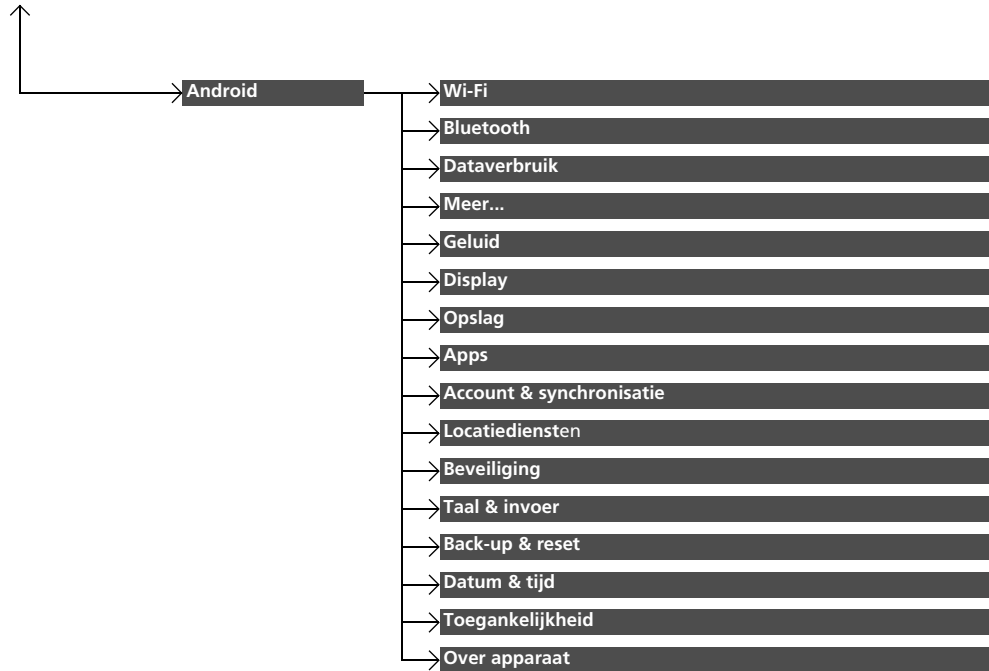 Android
Wi-Fi
Bluetooth
Dataverbruik
Meer...
Geluid
Display
Opslag
Apps
Account & synchronisatie
Locatiediensten
Beveiliging
Taal & invoer
Back-up & reset
Datum & tijd
Toegankelijkheid
Over apparaat